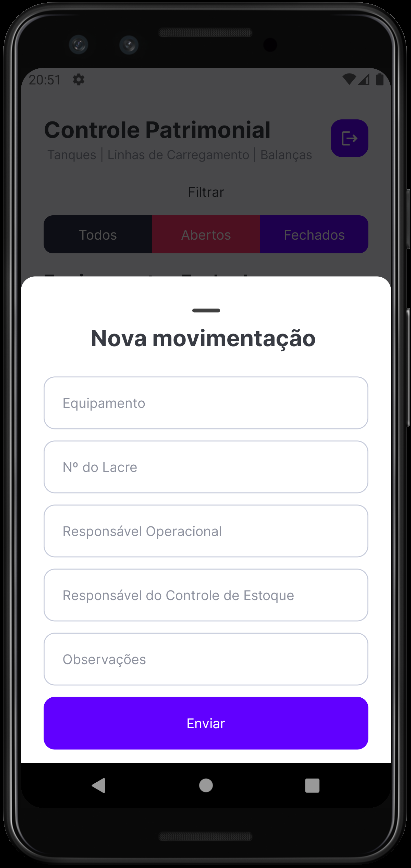 20:51
Controle Patrimonial
Tanques | Linhas de Carregamento | Balanças
Filtrar
Todos Abertos Fechados
Nova movimentação
Equipamento
Nº do Lacre
Responsável Operacional
Responsável do Controle de Estoque
Observações
Enviar